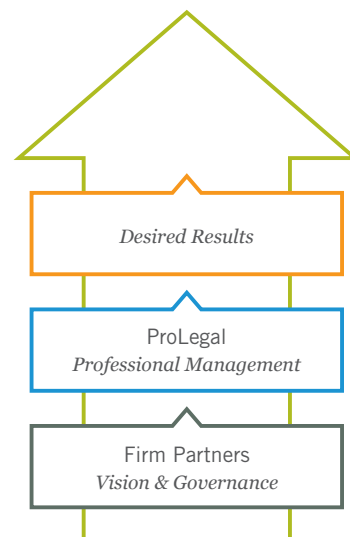 Desired Results
ProLegal
Professional Management
Firm Partners
Vision & Governance